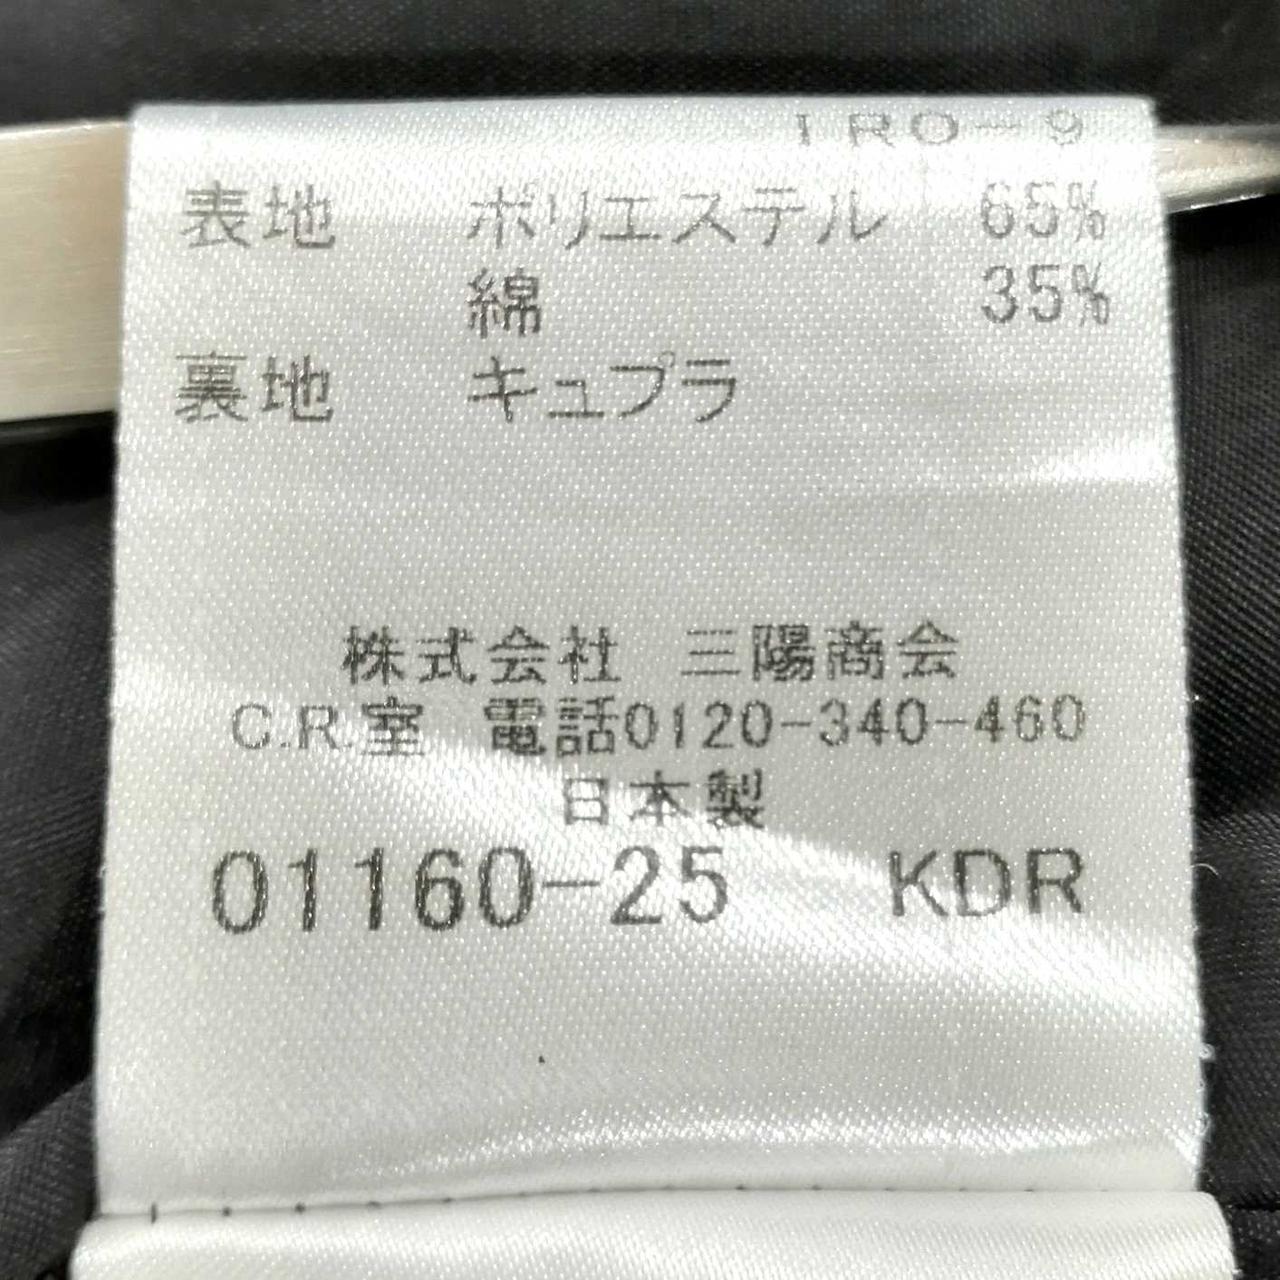 IRO-9
表地 ポリエステル 65%
綿 35%
裏地 キュプラ
株式会社 三陽商会
C.R.室 電話0120-340-460
日本製
01160-25 KDR